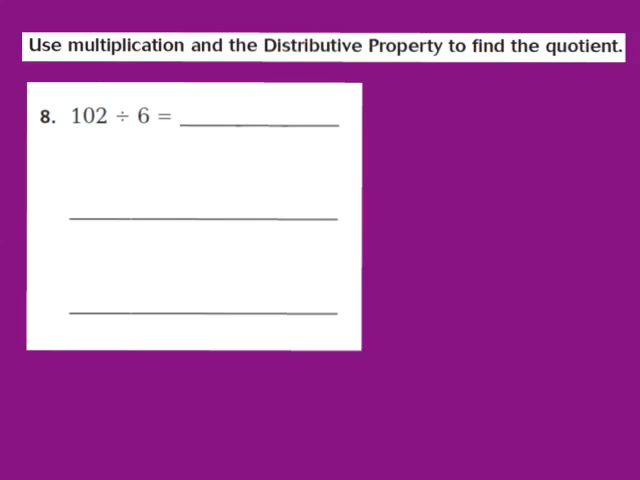 Use multiplication and the Distributive Property to find the quotient.
8. 102 ÷ 6 =